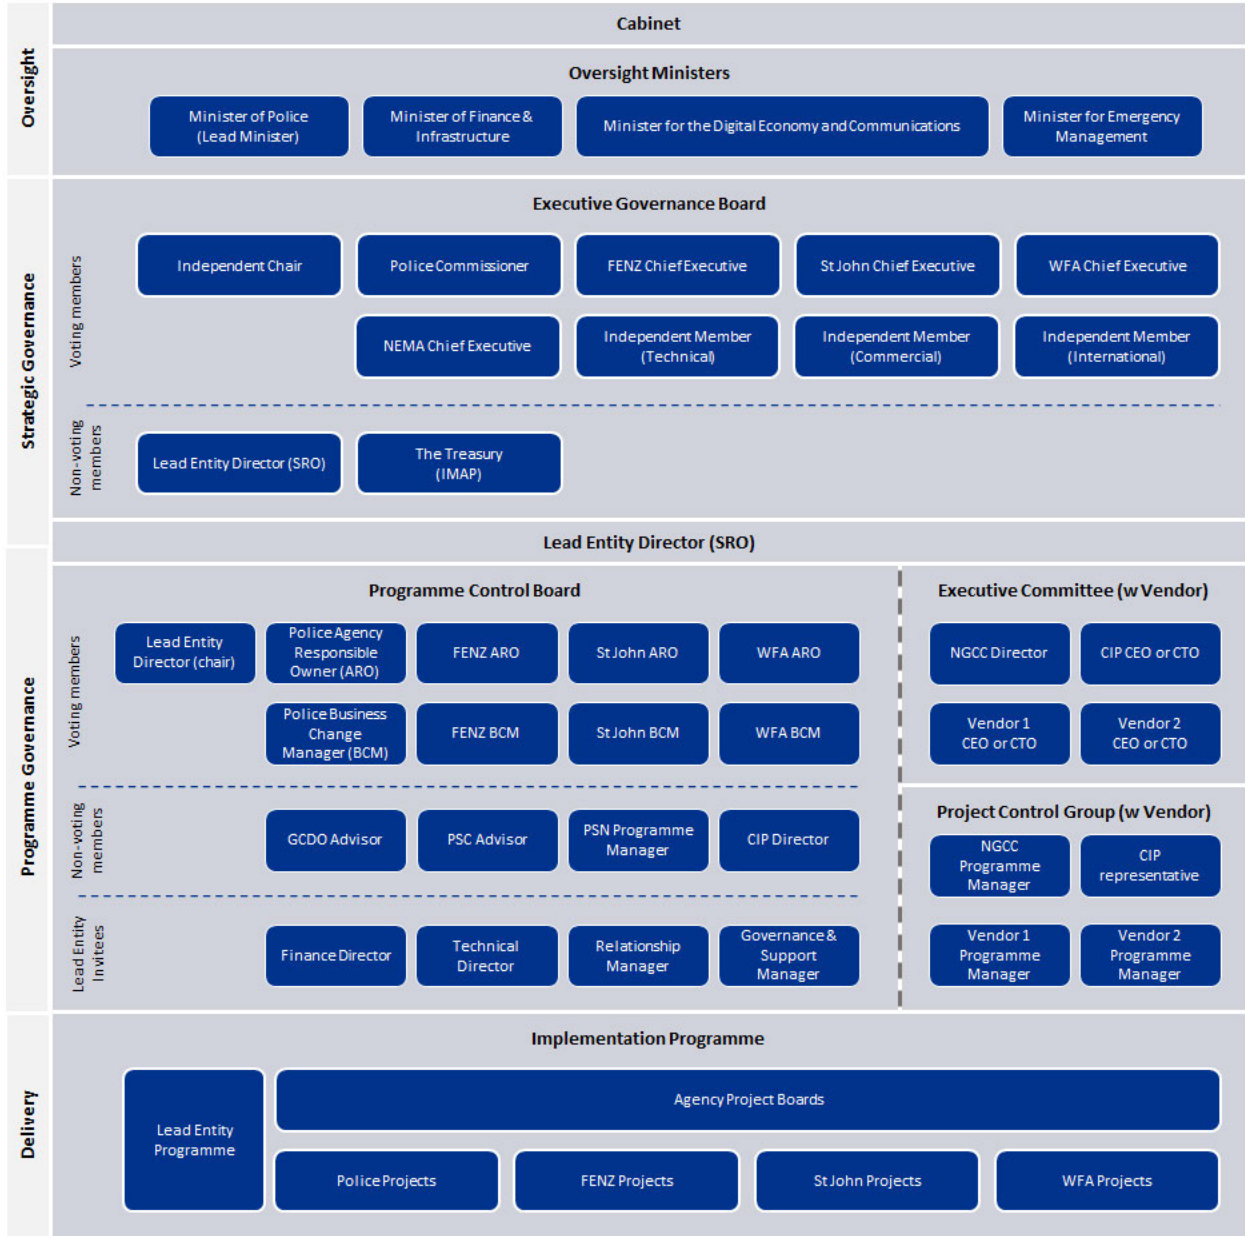 Oversight
Cabinet
Oversight Ministers
Minister of Police
(Lead Minister)
Minister of Finance &
Infrastructure
Minister for the Digital Economy and Communications
Minister for Emergency
Management
Strategic Governance
Executive Governance Board
Voting members
Independent Chair
Police Commissioner
FENZ Chief Executive
St John Chief Executive
WFA Chief Executive
NEMA Chief Executive
Independent Member
(Technical)
Independent Member
(Commercial)
Independent Member
(International)
Non-voting
members
Lead Entity Director (SRO)
The Treasury
(IMAP)
Lead Entity Director (SRO)
Programme Governance
Programme Control Board
Voting members
Lead Entity
Director (chair)
Police Agency
Responsible
Owner (ARO)
FENZ ARO
St John ARO
WFA ARO
Police Business
Change
Manager (BCM)
FENZ BCM
St John BCM
WFA BCM
Non-voting
members
GCDO Advisor
PSC Advisor
PSN Programme
Manager
CIP Director
Lead Entity
Invitees
Finance Director
Technical
Director
Relationship
Manager
Governance &
Support
Manager
Executive Committee (w Vendor)
NGCC Director
CIP CEO or CTO
Vendor 1
CEO or CTO
Vendor 2
CEO or CTO
Project Control Group (w Vendor)
NGCC
Programme
Manager
CIP
representative
Vendor 1
Programme
Manager
Vendor 2
Programme
Manager
Delivery
Implementation Programme
Lead Entity
Programme
Agency Project Boards
Police Projects
FENZ Projects
St John Projects
WFA Projects